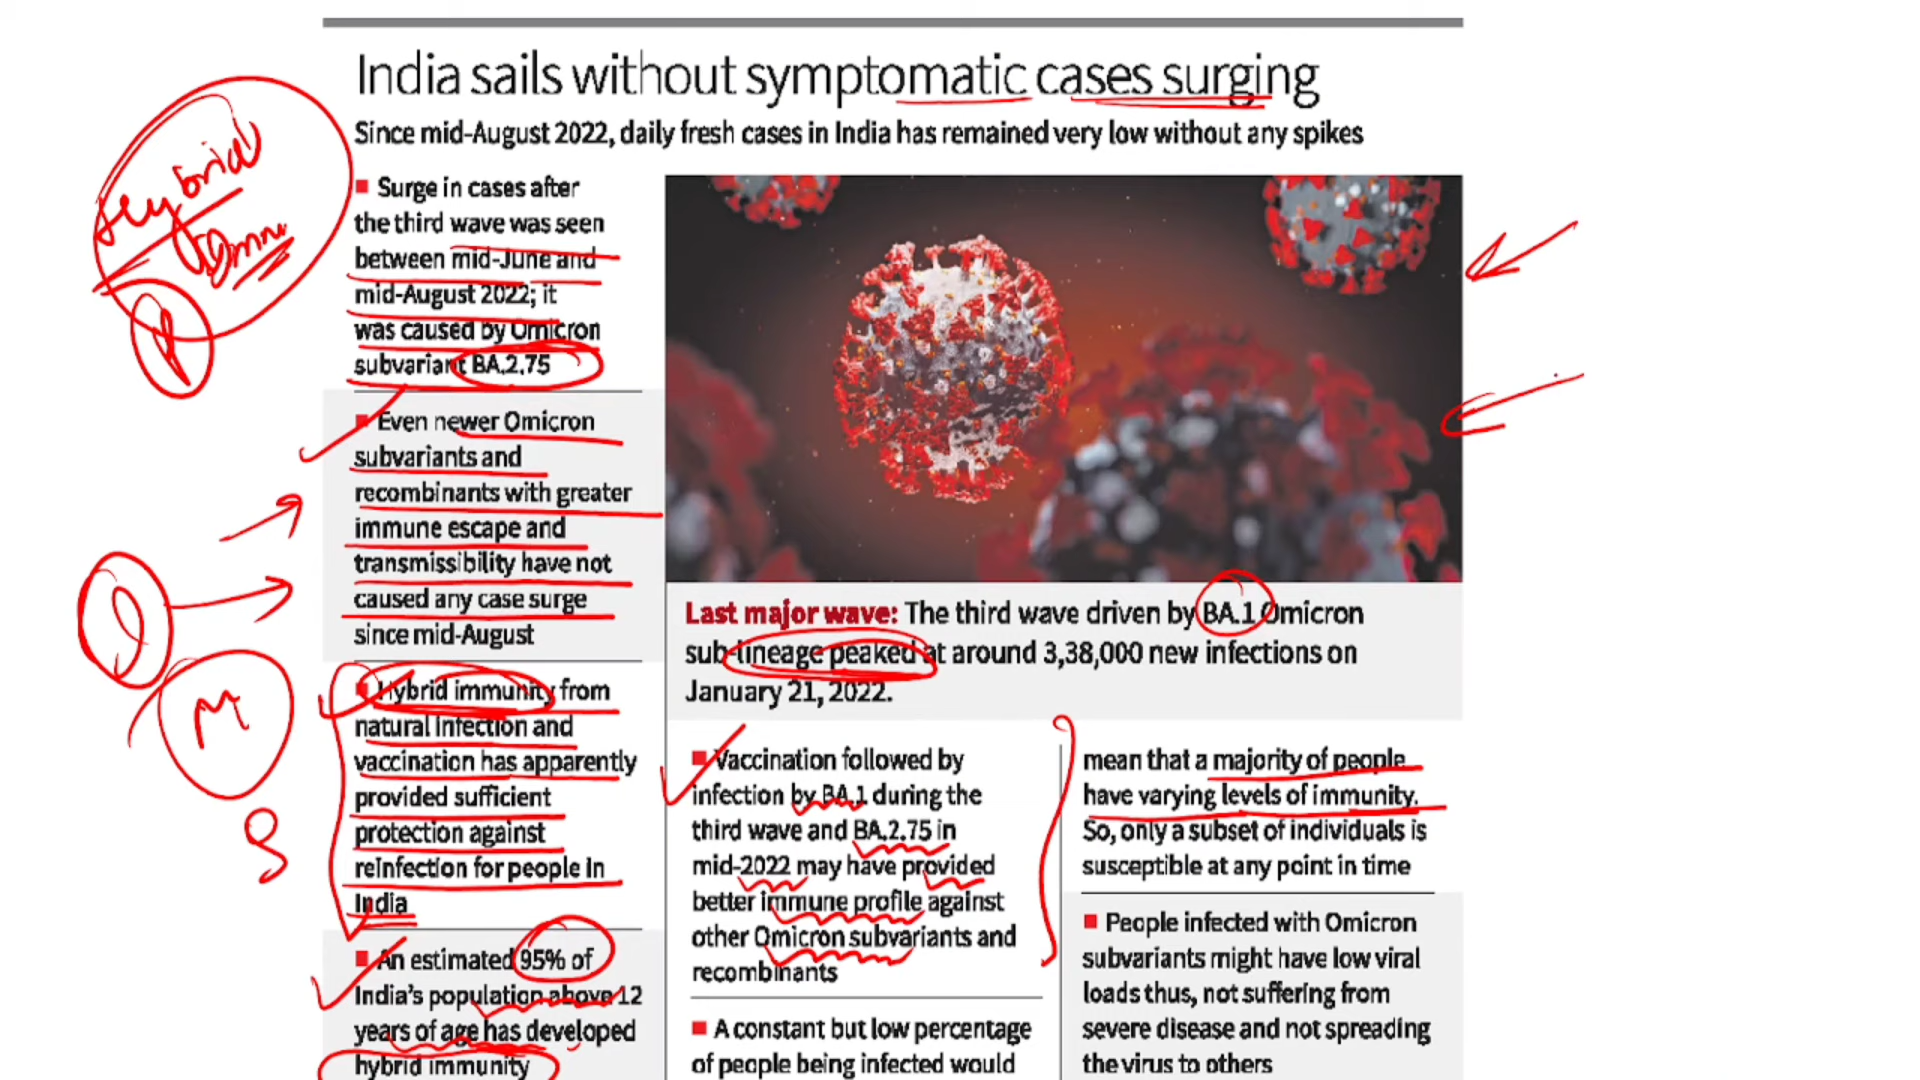 India sails without symptomatic cases surging
Since mid-August 2022, daily fresh cases in India has remained very low without any spikes
Hybrid
Surge in cases after
the third wave was seen
between mid-June and
mid-August 2022; it
was caused by Omicron
subvariant BA.2.75
Even newer Omicron
subvariants and
recombinants with greater
immune escape and
transmissibility have not
caused any case surge
since mid-August
M
S
Hybrid immunity from
natural infection and
vaccination has apparently
provided sufficient
protection against
reinfection for people in
India
An estimated 95% of
India's population above 12
years of age has developed
hybrid immunity
Last major wave: The third wave driven by BA.1 Omicron
sub-lineage peaked at around 3,38,000 new infections on
January 21, 2022.
Vaccination followed by
infection by BA.1 during the
third wave and BA.2.75 in
mid-2022 may have provided
better immune profile against
other Omicron subvariants and
recombinants
A constant but low percentage
of people being infected would
mean that a majority of people
have varying levels of immunity.
So, only a subset of individuals is
susceptible at any point in time
People infected with Omicron
subvariants might have low viral
loads thus, not suffering from
severe disease and not spreading
the virus to others